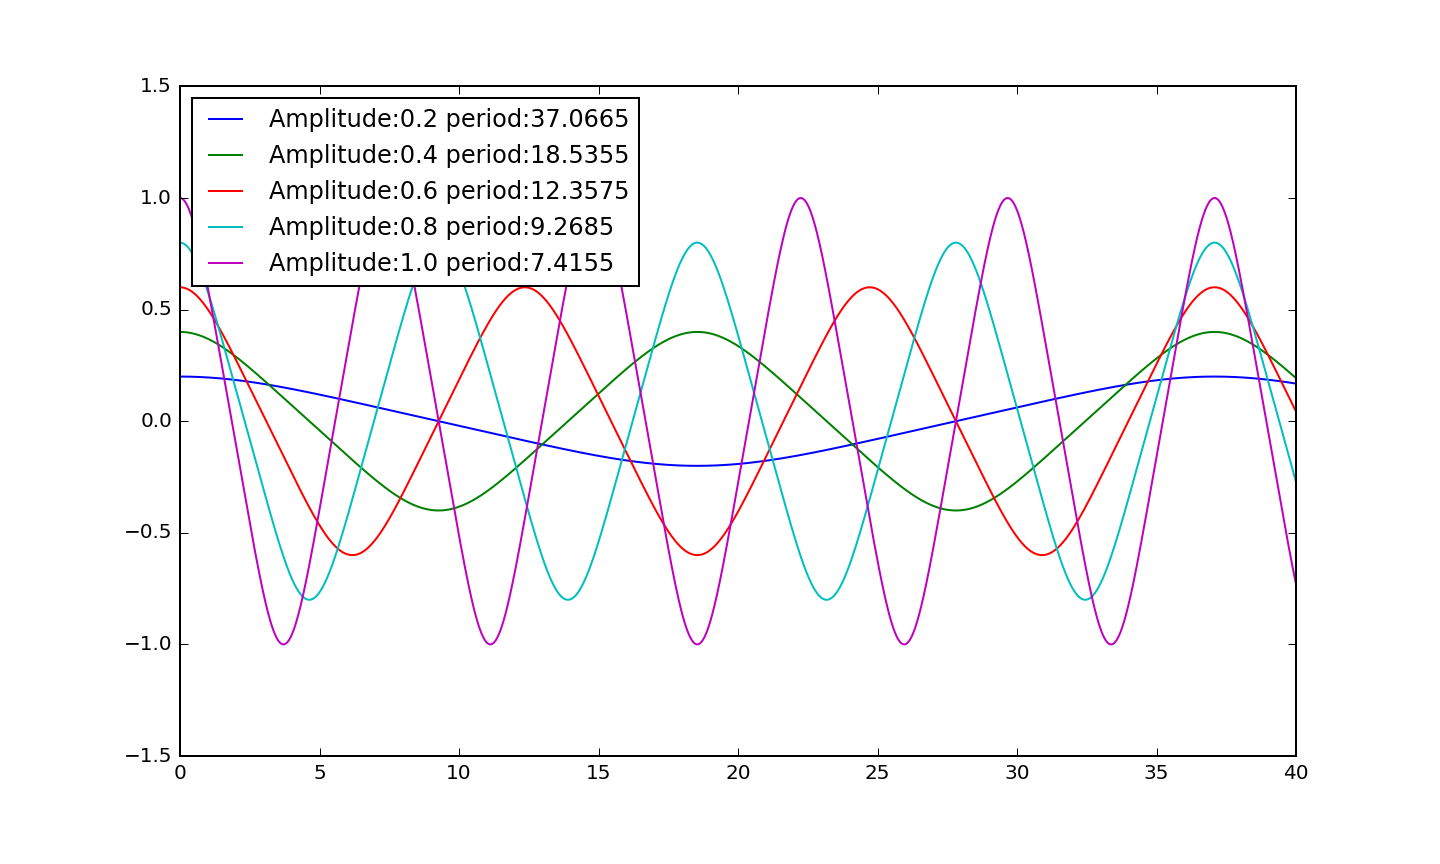 1.5
Amplitude:0.2 period:37.0665
Amplitude:0.4 period:18.5355
Amplitude:0.6 period:12.3575
Amplitude:0.8 period:9.2685
Amplitude:1.0 period:7.4155
1.0
0.5
0.0
−0.5
−1.0
−1.5
0 5 10 15 20 25 30 35 40